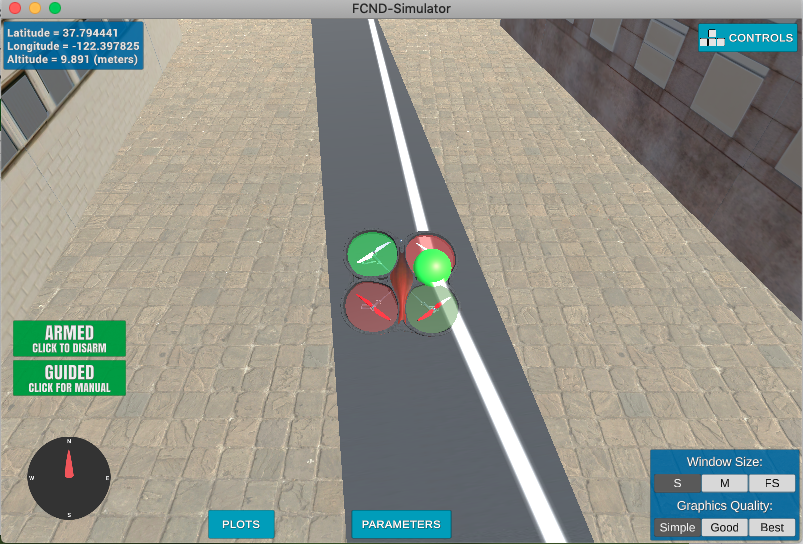 FCND-Simulator
Latitude = 37.794441
Longitude = -122.397825
Altitude = 9.891 (meters)
CONTROLS
ARMED
CLICK TO DISARM
GUIDED
CLICK FOR MANUAL
N
W E
S
PLOTS
PARAMETERS
Window Size:
S M FS
Graphics Quality:
Simple Good Best